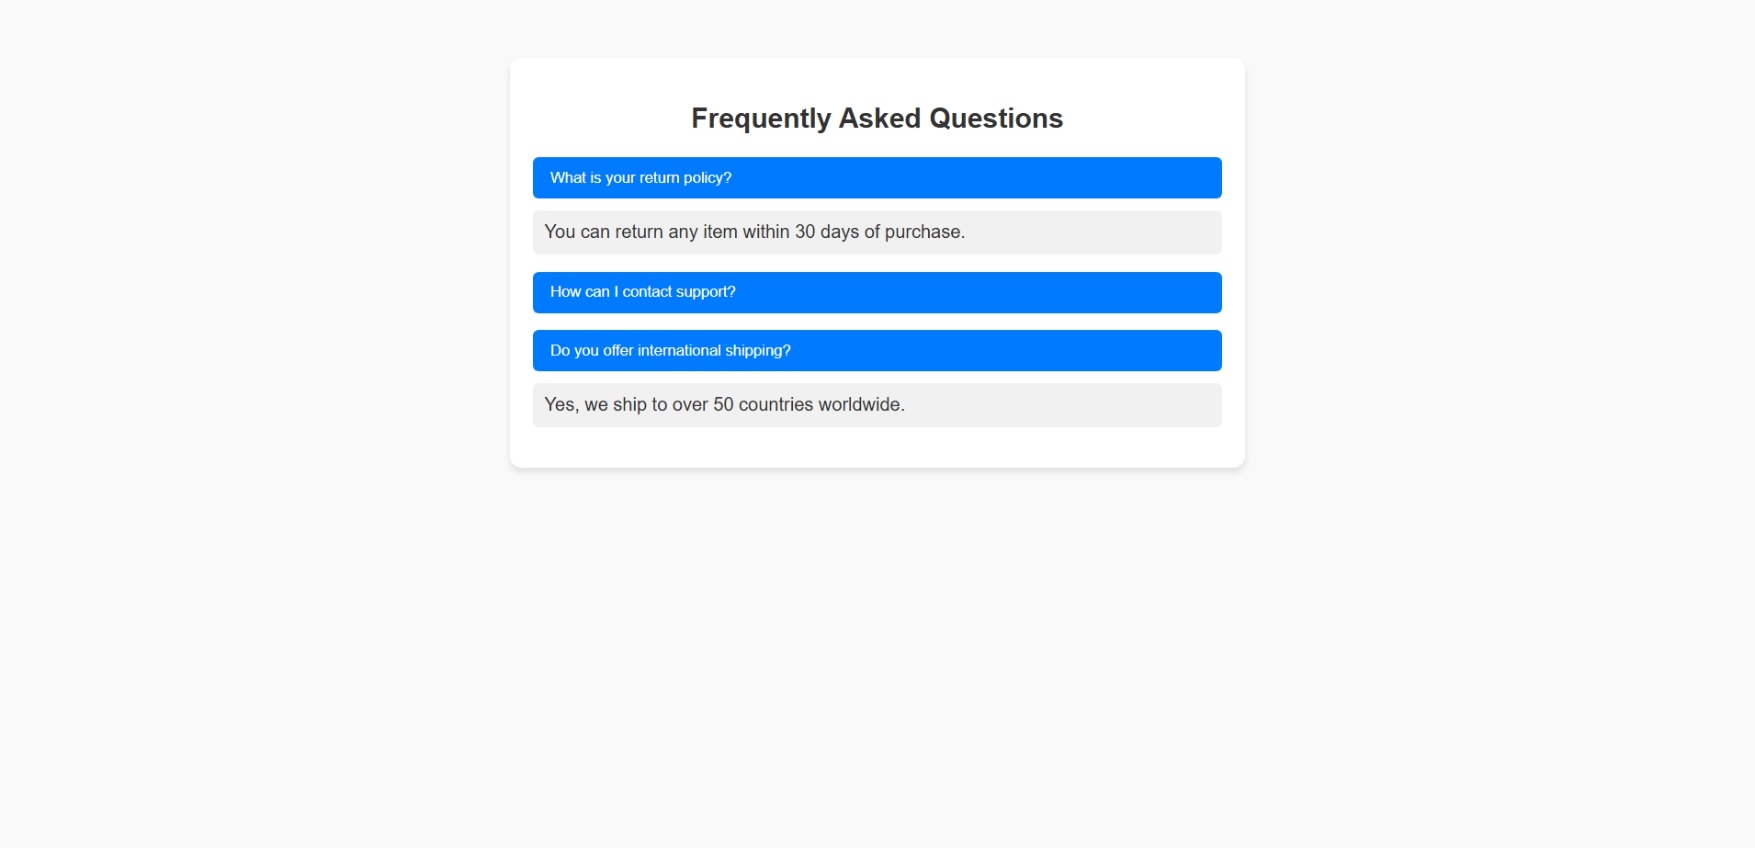 Frequently Asked Questions
What is your return policy?
You can return any item within 30 days of purchase.
How can I contact support?
Do you offer international shipping?
Yes, we ship to over 50 countries worldwide.